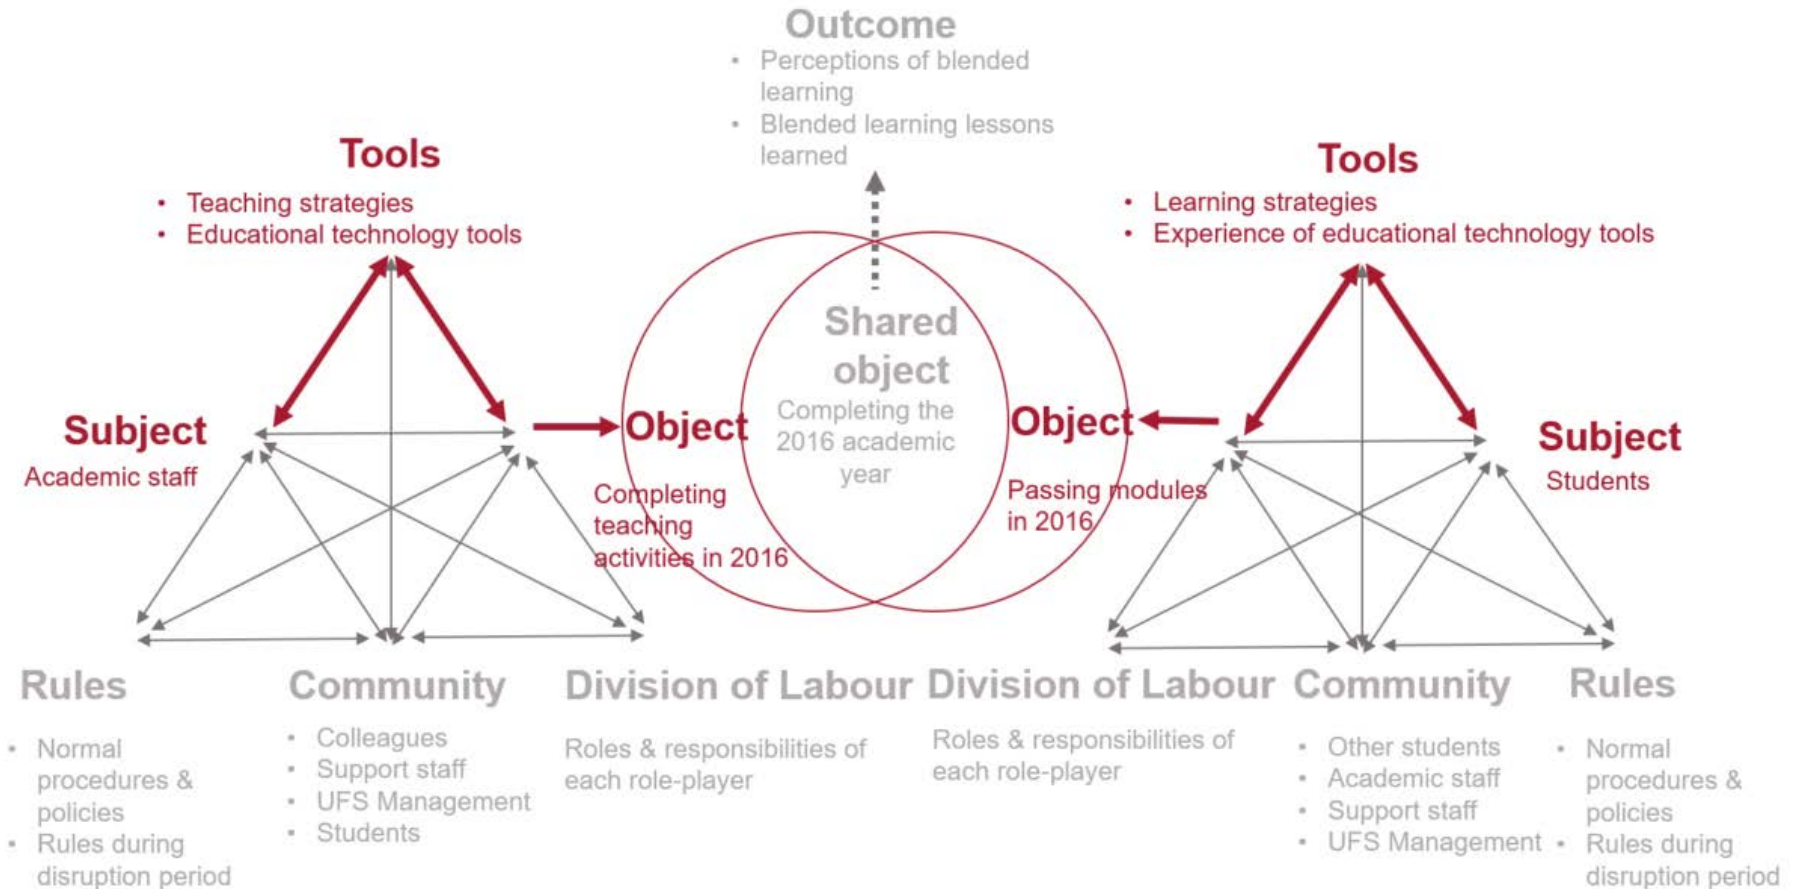 Outcome
• Perceptions of blended
learning
• Blended learning lessons
learned
Tools
• Teaching strategies
• Educational technology tools
Tools
• Learning strategies
• Experience of educational technology tools
Shared
object
Completing the
2016 academic
year
Subject
Academic staff
Object
Completing
teaching
activities in 2016
Object
Passing modules
in 2016
Subject
Students
Rules
• Normal
procedures &
policies
• Rules during
disruption period
Community
• Colleagues
• Support staff
• UFS Management
• Students
Division of Labour
Roles & responsibilities of
each role-player
Division of Labour
Roles & responsibilities of
each role-player
Community
• Other students
• Academic staff
• Support staff
• UFS Management
Rules
• Normal
procedures &
policies
• Rules during
disruption period